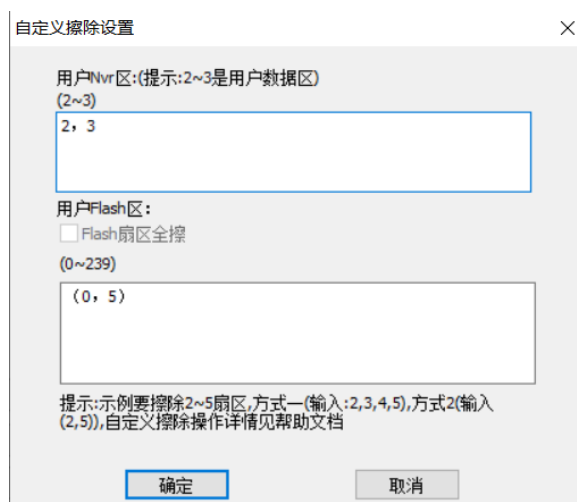 自定义擦除设置
用户Nvr区:(提示:2~3是用户数据区)
(2~3)
2，3
用户Flash区:
Flash扇区全擦
(0~239)
（0，5）
提示:示例要擦除2~5扇区,方式一(输入:2,3,4,5),方式2(输入
(2,5)),自定义擦除操作详情见帮助文档
确定
取消